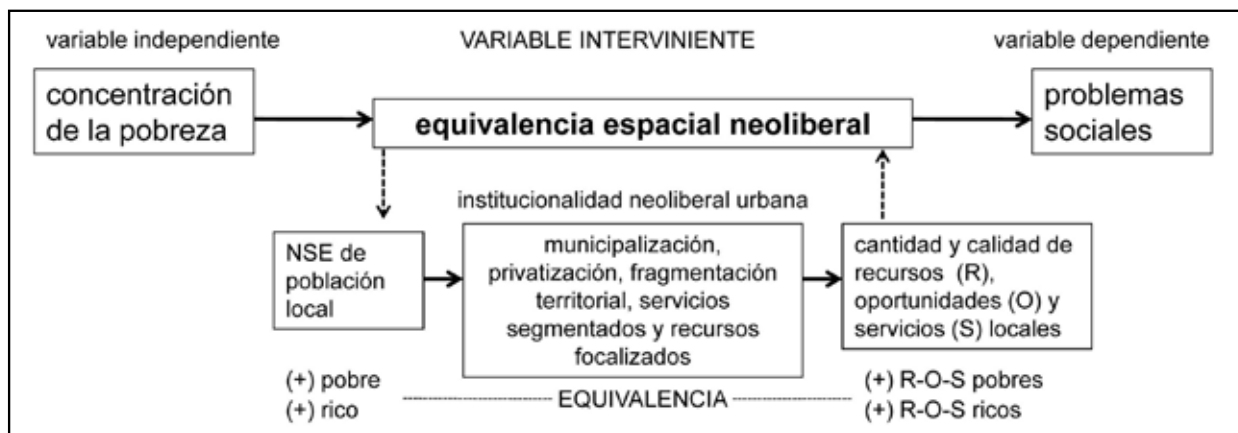 variable independiente
VARIABLE INTERVINIENTE
variable dependiente
concentración
de la pobreza
equivalencia espacial neoliberal
problemas
sociales
institucionalidad neoliberal urbana
NSE de
población
local
municipalización,
privatización, fragmentación
territorial, servicios
segmentados y recursos
focalizados
cantidad y calidad de
recursos (R),
oportunidades (O) y
servicios (S) locales
(+) pobre
(+) rico
EQUIVALENCIA
(+) R-O-S pobres
(+) R-O-S ricos